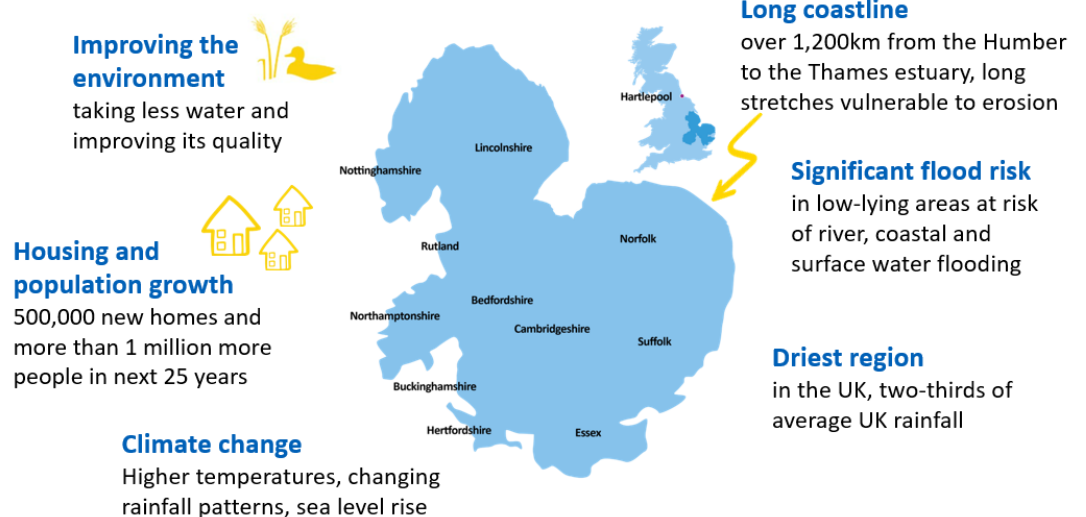 Long coastline
over 1,200km from the Humber
to the Thames estuary, long
stretches vulnerable to erosion
Improving the
environment
taking less water and
improving its quality
Hartlepool
Lincolnshire
Nottinghamshire
Significant flood risk
in low-lying areas at risk
of river, coastal and
surface water flooding
Housing and
population growth
500,000 new homes and
more than 1 million more
people in next 25 years
Rutland
Norfolk
Bedfordshire
Northamptonshire
Cambridgeshire
Suffolk
Buckinghamshire
Hertfordshire
Essex
Driest region
in the UK, two-thirds of
average UK rainfall
Climate change
Higher temperatures, changing
rainfall patterns, sea level rise